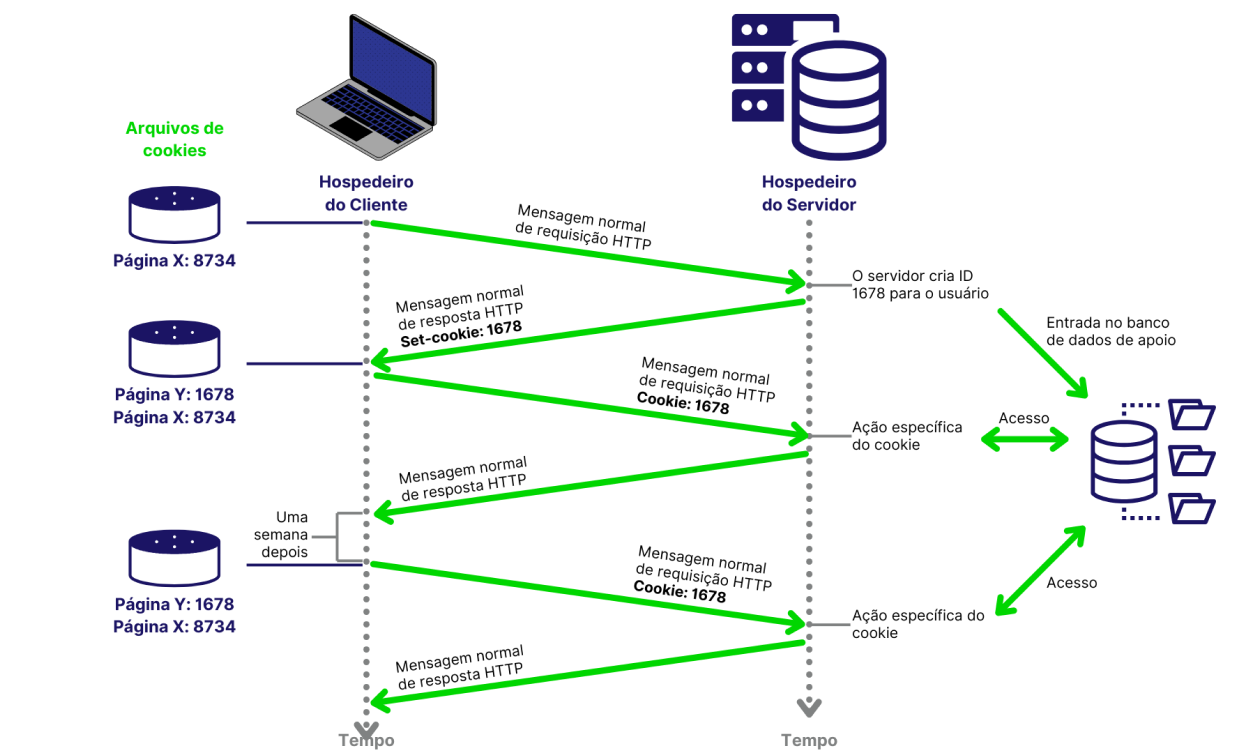 Arquivos de
cookies
Hospedeiro
do Cliente
Hospedeiro
do Servidor
Página X: 8734
Mensagem normal
de requisição HTTP
O servidor cria ID
1678 para o usuário
Mensagem normal
de resposta HTTP
Set-cookie: 1678
Entrada no banco
de dados de apoio
Página Y: 1678
Página X: 8734
Mensagem normal
de requisição HTTP
Cookie: 1678
Ação específica
do cookie
Acesso
Mensagem normal
de resposta HTTP
Uma
semana
depois
Mensagem normal
de requisição HTTP
Cookie: 1678
Acesso
Página Y: 1678
Página X: 8734
Ação específica do
cookie
Mensagem normal
de resposta HTTP
Tempo
Tempo